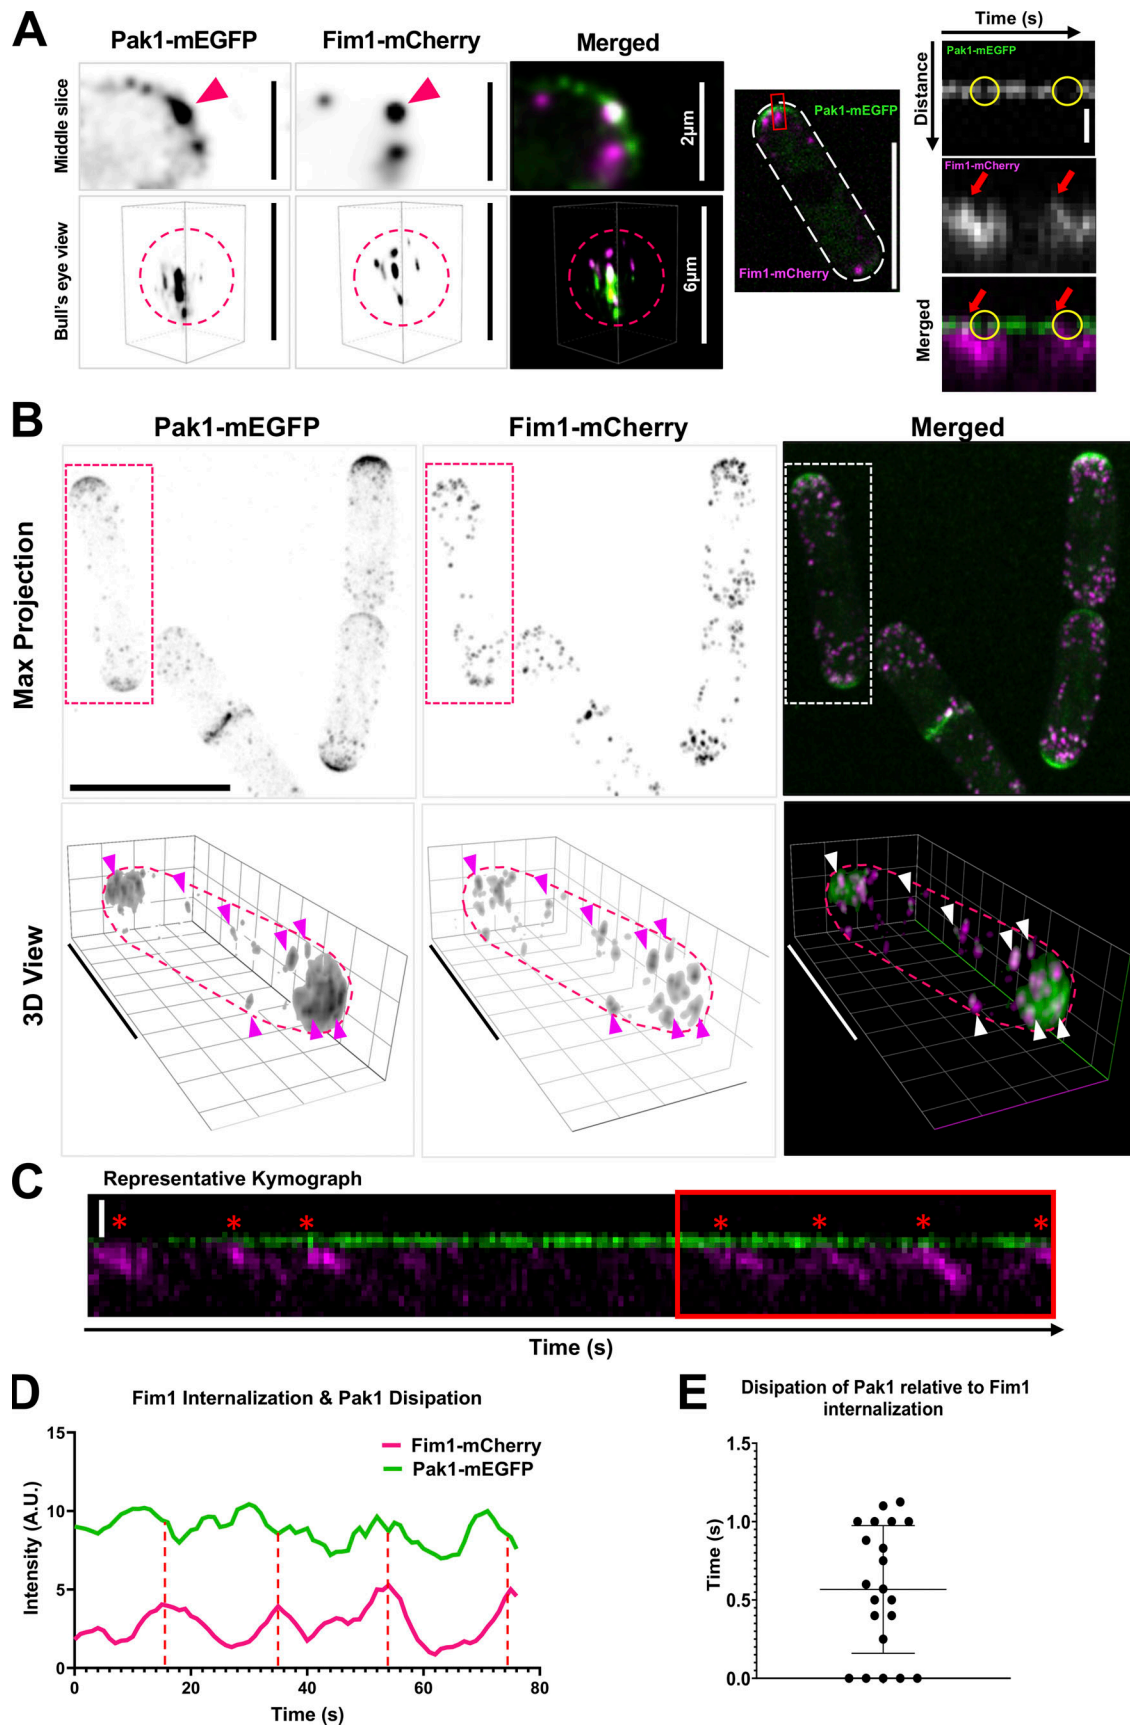 A
Pak1-mEGFP
Fim1-mCherry
Merged
Middle slice
2µm
Bull's eye view
6µm
Pak1-mEGFP
Fim1-mCherry
Time (s)
Distance
Pak1-mEGFP
Fim1-mCherry
Merged
B
Pak1-mEGFP
Fim1-mCherry
Merged
Max Projection
3D View
C
Representative Kymograph
* * * * * * *
Time (s)
D
Fim1 Internalization & Pak1 Disipation
Fim1-mCherry
Pak1-mEGFP
Intensity (A.U.)
15
10
5
0
0 20 40 60 80
Time (s)
E
Disipation of Pak1 relative to Fim1
internalization
Time (s)
1.5
1.0
0.5
0.0